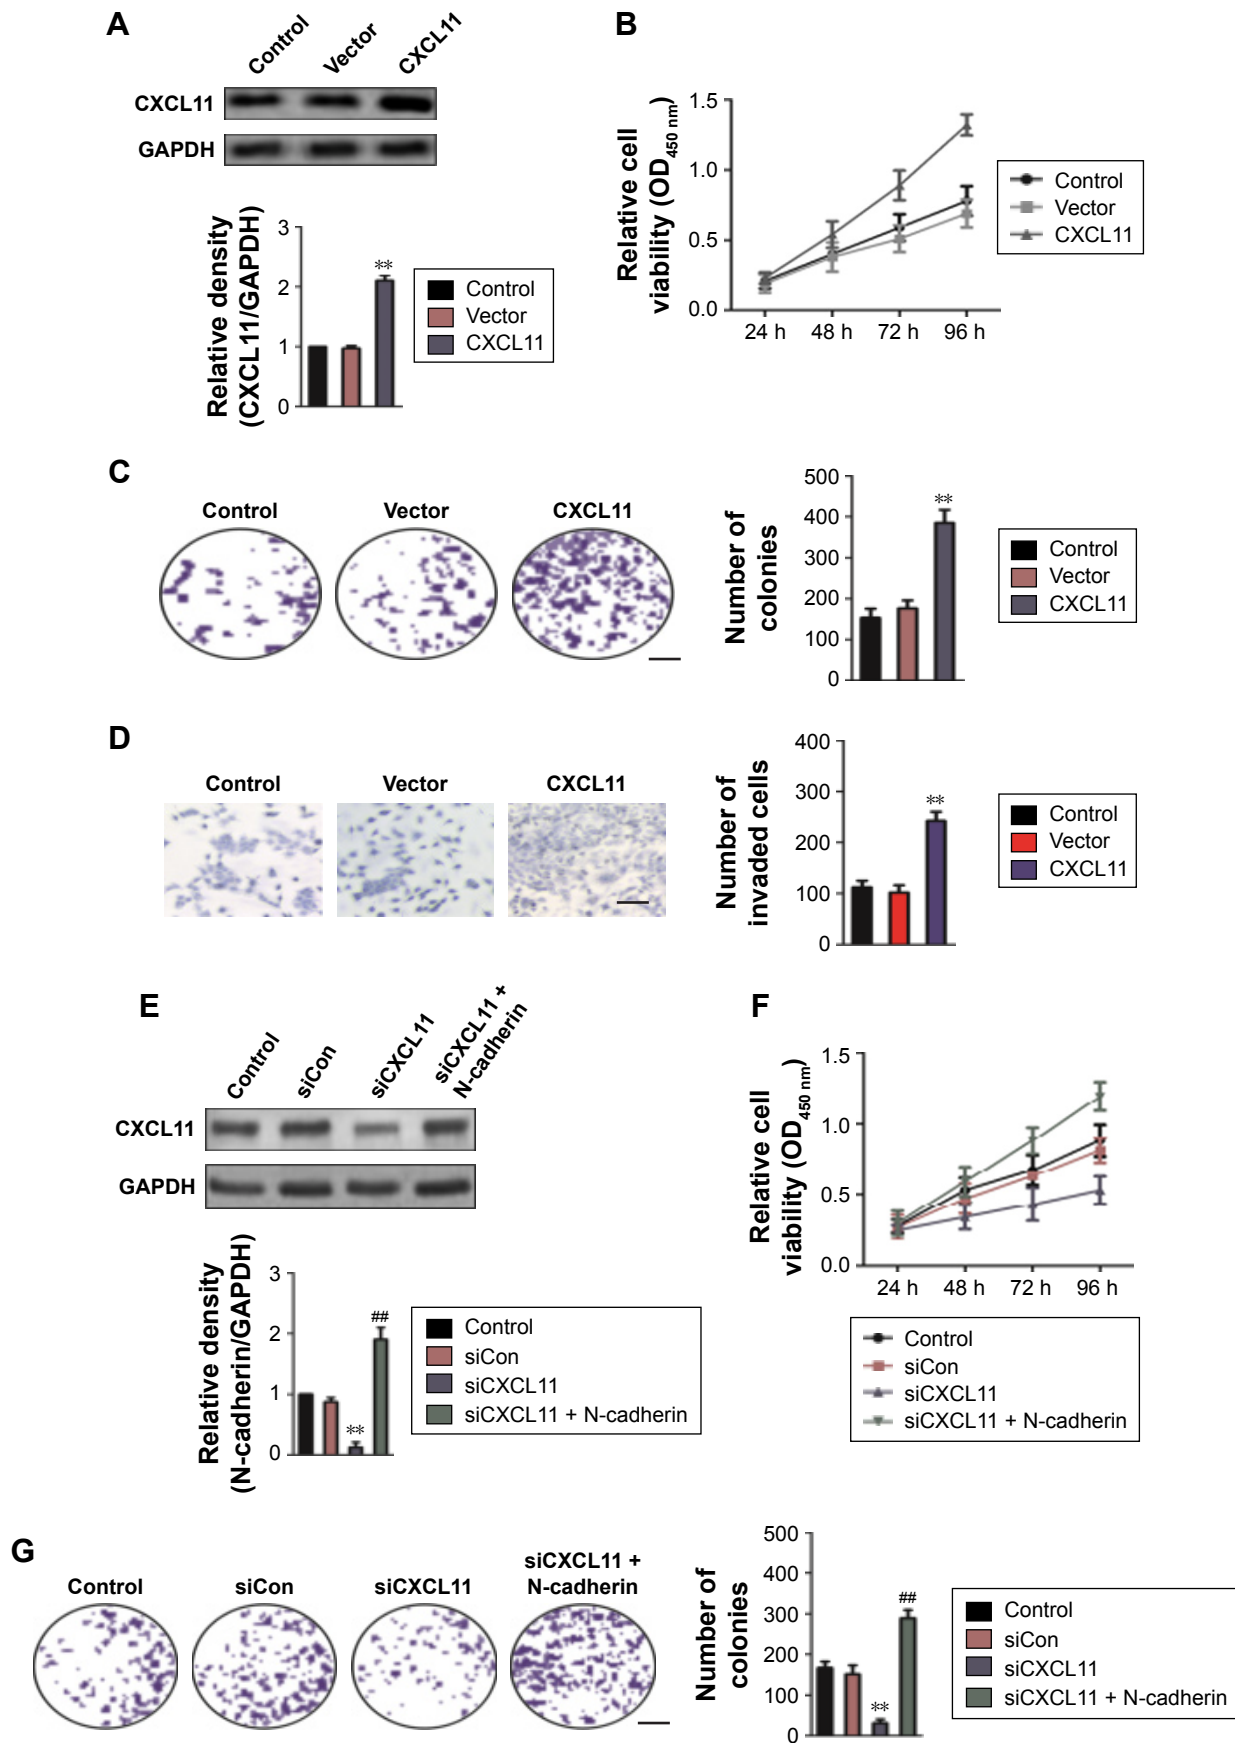 A
Control
Vector
CXCL11
CXCL11
GAPDH
Relative density
(CXCL11/GAPDH)
3
2
1
0
**
Control
Vector
CXCL11
B
Relative cell
viability (OD450 nm)
1.5
1.0
0.5
0.0
24 h 48 h 72 h 96 h
Control
Vector
CXCL11
C
Control Vector CXCL11
Number of
colonies
500
400
300
200
100
0
**
Control
Vector
CXCL11
D
Control Vector CXCL11
Number of
invaded cells
400
300
200
100
0
**
Control
Vector
CXCL11
E
Control
siCon
siCXCL11
siCXCL11 +
N-cadherin
CXCL11
GAPDH
Relative density
(N-cadherin/GAPDH)
3
2
1
0
**
##
Control
siCon
siCXCL11
siCXCL11 + N-cadherin
F
Relative cell
viability (OD450 nm)
1.5
1.0
0.5
0.0
24 h 48 h 72 h 96 h
Control
siCon
siCXCL11
siCXCL11 + N-cadherin
G
Control siCon siCXCL11
siCXCL11 +
N-cadherin
Number of
colonies
500
400
300
200
100
0
**
##
Control
siCon
siCXCL11
siCXCL11 + N-cadherin